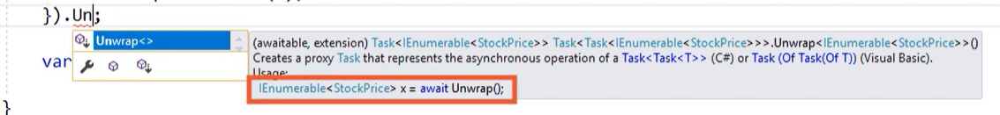 }).Un;
Unwrap<>
(awaitable, extension) Task<IEnumerable<StockPrice>> Task<Task<IEnumerable<StockPrice>>>.Unwrap<IEnumerable<StockPrice>>()
Creates a proxy Task that represents the asynchronous operation of a Task<Task<T>> (C#) or Task (Of Task(Of T)) (Visual Basic).
Usage:
IEnumerable<StockPrice> x = await Unwrap();
var
}